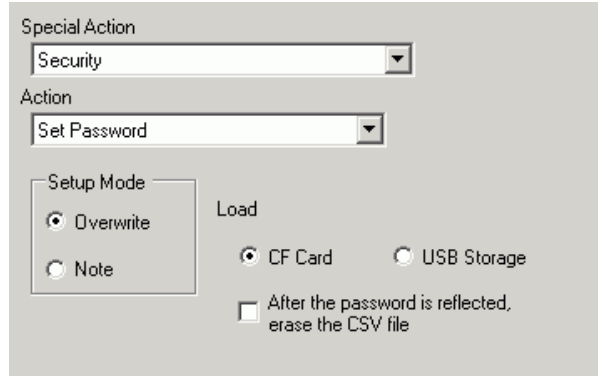 Special Action
Security
Action
Set Password
Setup Mode
Overwrite
Note
Load
CF Card
USB Storage
After the password is reflected,
erase the CSV file